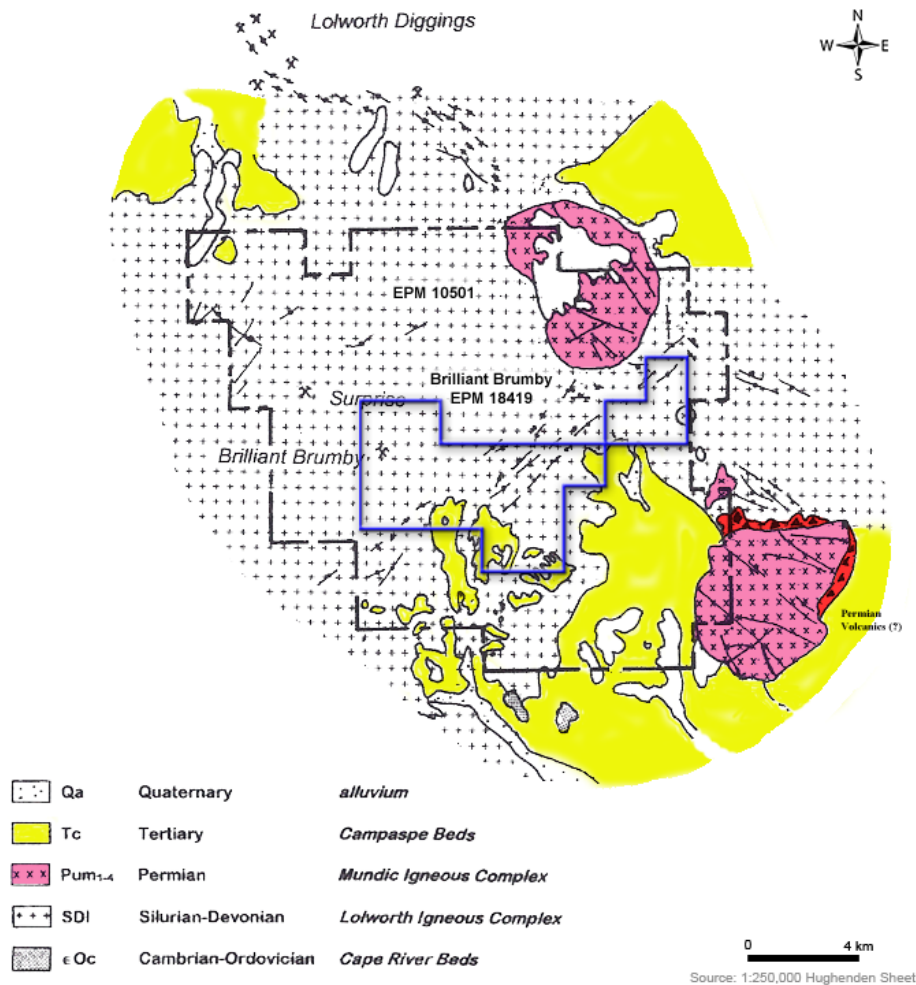 Lolworth Diggings
N
W E
S
EPM 10501
Brilliant Brumby
EPM 18419
Surprise
Brilliant Brumby
Permian
Volcanics (?)
Qa Quaternary alluvium
Tc Tertiary Campaspe Beds
Pum₁₋₄ Permian Mundic Igneous Complex
SDl Silurian-Devonian Lolworth Igneous Complex
ЄOc Cambrian-Ordovician Cape River Beds
0 4 km
Source: 1:250,000 Hughenden Sheet